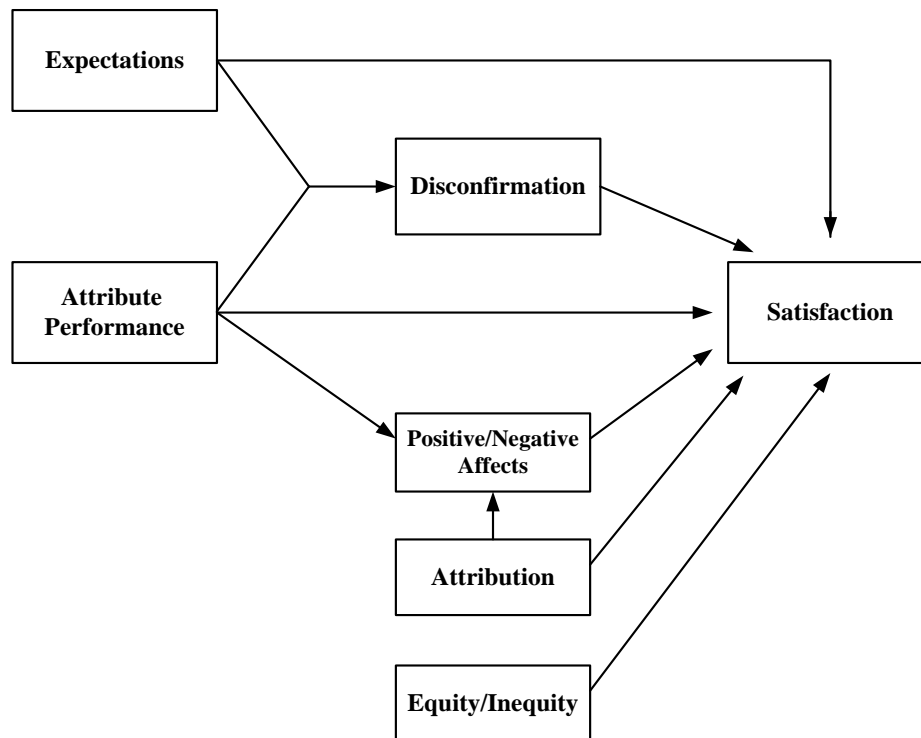 Expectations
Disconfirmation
Attribute
Performance
Satisfaction
Positive/Negative
Affects
Attribution
Equity/Inequity